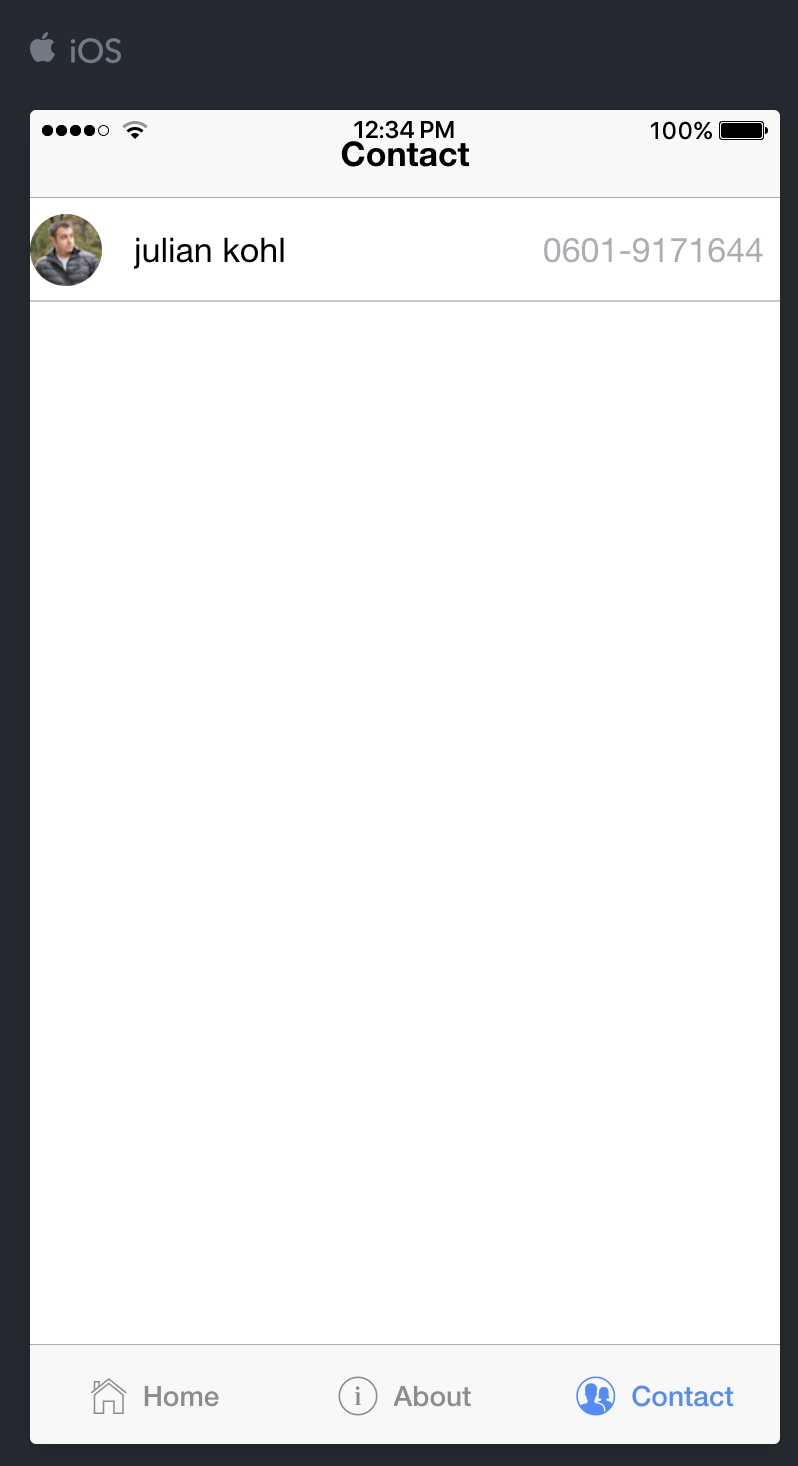 iOS
12:34 PM 100%
Contact
julian kohl 0601-9171644
Home About Contact